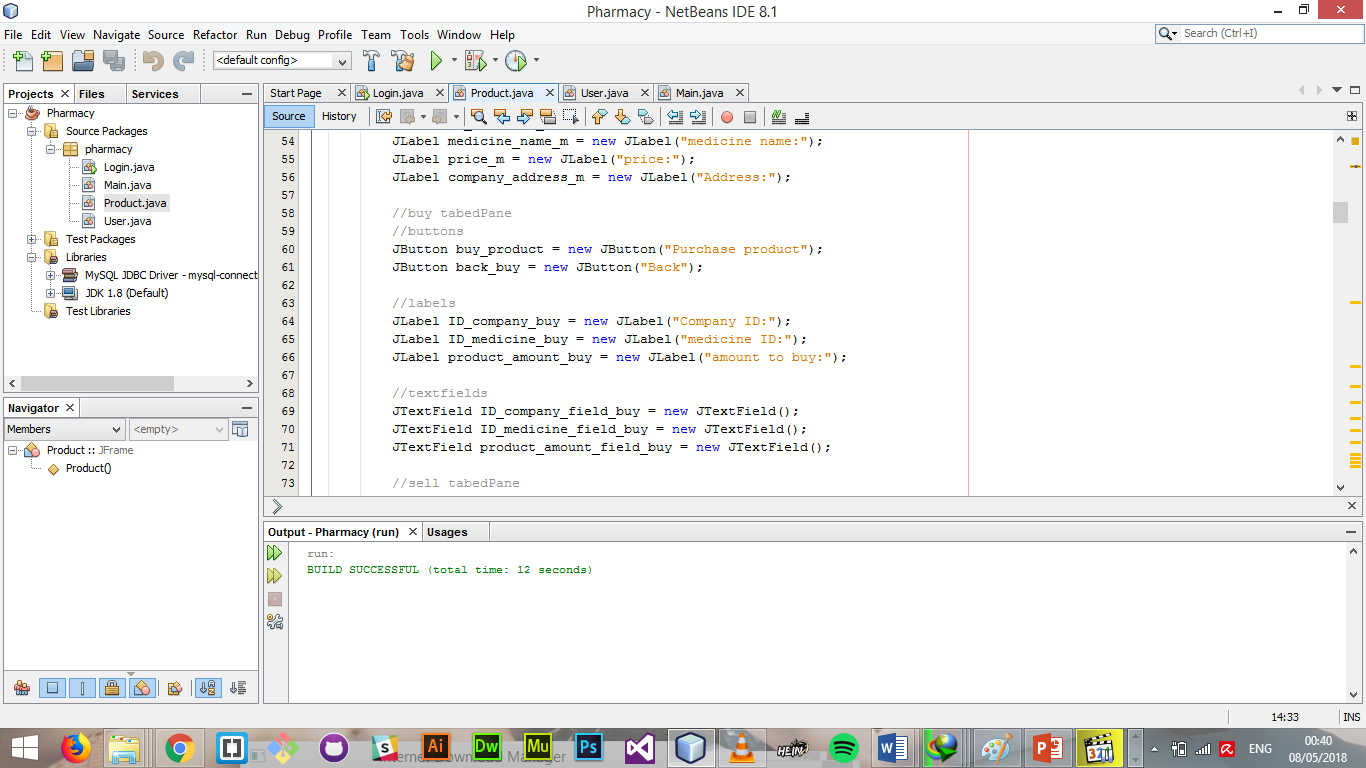 Pharmacy - NetBeans IDE 8.1
File Edit View Navigate Source Refactor Run Debug Profile Team Tools Window Help
Search (Ctrl+I)
<default config>
Projects Files Services
Pharmacy
Source Packages
pharmacy
Login.java
Main.java
Product.java
User.java
Test Packages
Libraries
MySQL JDBC Driver - mysql-connect
JDK 1.8 (Default)
Test Libraries
Navigator
Members <empty>
Product :: JFrame
Product()
Start Page Login.java Product.java User.java Main.java
Source History
54 JLabel medicine_name_m = new JLabel("medicine name:");
55 JLabel price_m = new JLabel("price:");
56 JLabel company_address_m = new JLabel("Address:");
57
58 //buy tabedPane
59 //buttons
60 JButton buy_product = new JButton("Purchase product");
61 JButton back_buy = new JButton("Back");
62
63 //labels
64 JLabel ID_company_buy = new JLabel("Company ID:");
65 JLabel ID_medicine_buy = new JLabel("medicine ID:");
66 JLabel product_amount_buy = new JLabel("amount to buy:");
67
68 //textfields
69 JTextField ID_company_field_buy = new JTextField();
70 JTextField ID_medicine_field_buy = new JTextField();
71 JTextField product_amount_field_buy = new JTextField();
72
73 //sell tabedPane
Output - Pharmacy (run) Usages
run:
BUILD SUCCESSFUL (total time: 12 seconds)
14:33 INS
Ai Dw Mu Ps
Internet Download Manager
HEIN
321
ENG
00:40
08/05/2018